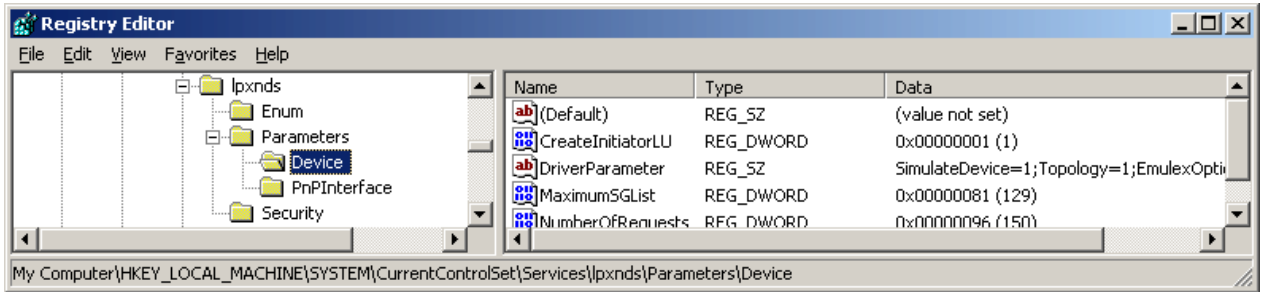 Registry Editor
File Edit View Favorites Help
lpxnds
Enum
Parameters
Device
PnPInterface
Security
Name Type Data
(Default) REG_SZ (value not set)
CreateInitiatorLU REG_DWORD 0x00000001 (1)
DriverParameter REG_SZ SimulateDevice=1;Topology=1;EmulexOpti
MaximumSGList REG_DWORD 0x00000081 (129)
NumberOfRequests REG_DWORD 0x00000096 (150)
My Computer\HKEY_LOCAL_MACHINE\SYSTEM\CurrentControlSet\Services\lpxnds\Parameters\Device